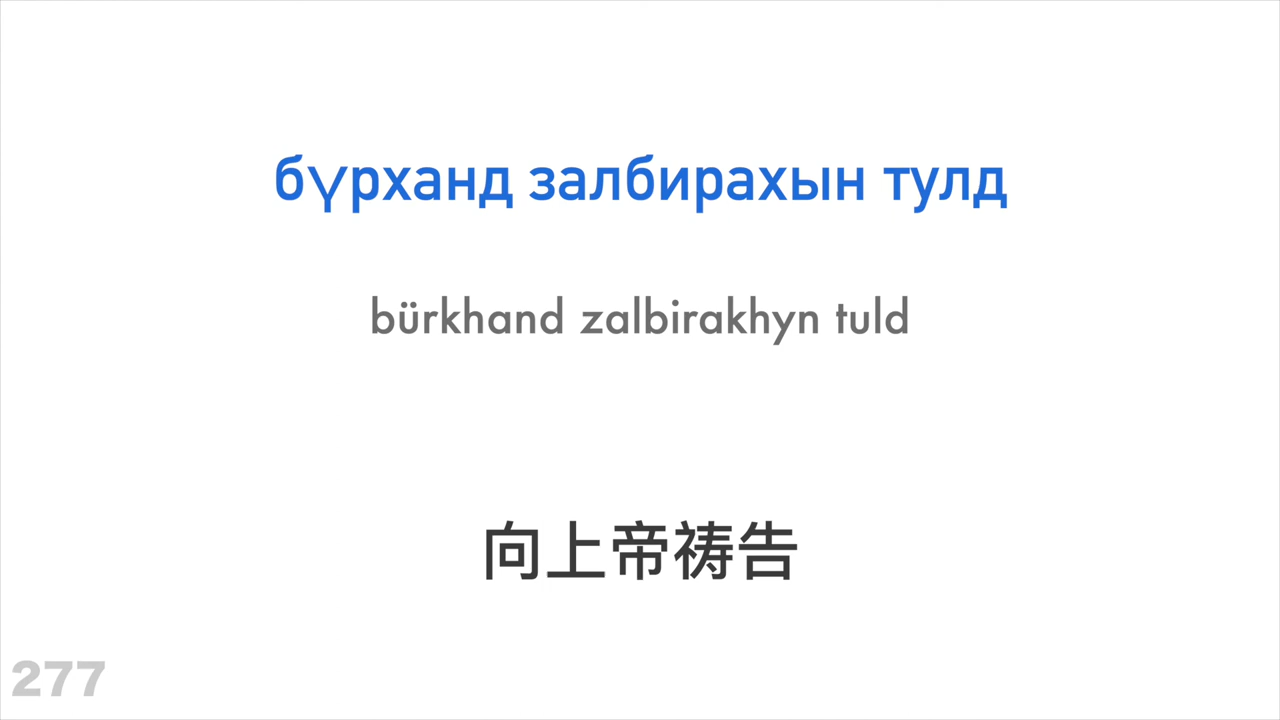 бүрханд залбирахын тулд
bürkhand zalbirakhyn tuld
向上帝祷告
277